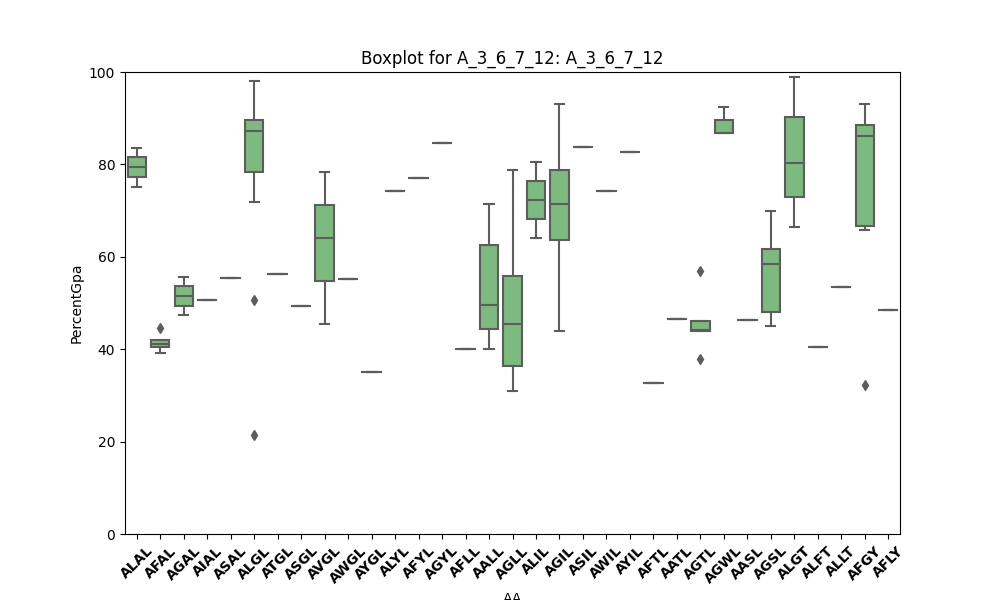 Boxplot for A_3_6_7_12: A_3_6_7_12
PercentGpa
100
80
60
40
20
0
ALAL
AFAL
AGAL
AIAL
ASAL
ALGL
ATGL
ASGL
AVGL
AWGL
AYGL
ALYL
AFYL
AGYL
AFLL
AALL
AGLL
ALIL
AGIL
ASIL
AWIL
AYIL
AFTL
AATL
AGTL
AGWL
AASL
AGSL
ALGT
ALFT
ALLT
AFGY
AFLY
AA